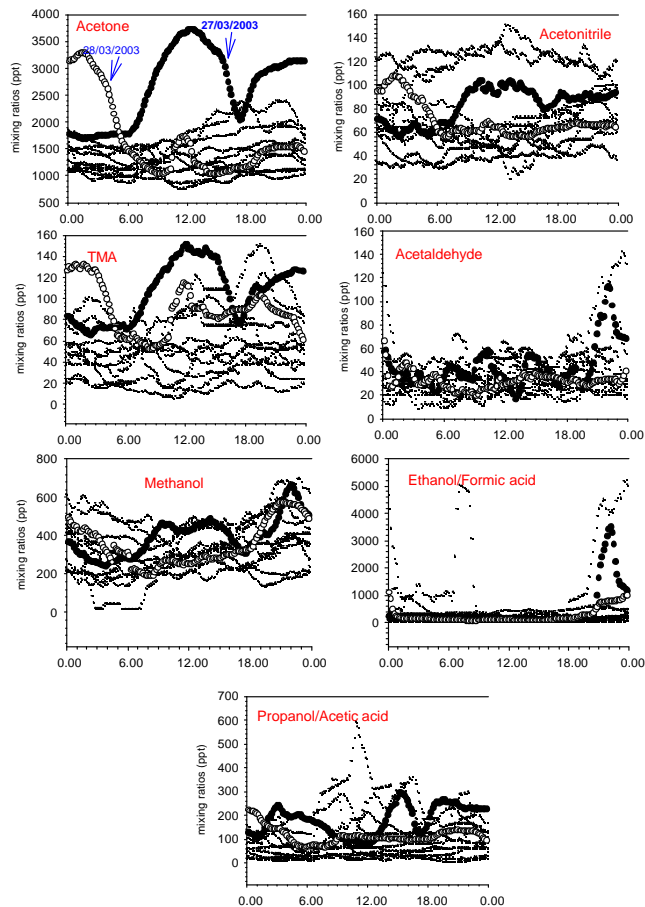 Acetone
27/03/2003
28/03/2003
mixing ratios (ppt)
4000
3500
3000
2500
2000
1500
1000
500
0.00 6.00 12.00 18.00 0.00
Acetonitrile
mixing ratios (ppt)
160
140
120
100
80
60
40
20
0
0.00 6.00 12.00 18.00 0.00
TMA
mixing ratios (ppt)
160
140
120
100
80
60
40
20
0
0.00 6.00 12.00 18.00 0.00
Acetaldehyde
mixing ratios (ppt)
160
140
120
100
80
60
40
20
0
0.00 6.00 12.00 18.00 0.00
Methanol
mixing ratios (ppt)
800
600
400
200
0
0.00 6.00 12.00 18.00 0.00
Ethanol/Formic acid
6000
5000
4000
3000
2000
1000
0
0.00 6.00 12.00 18.00 0.00
Propanol/Acetic acid
mixing ratios (ppt)
700
600
500
400
300
200
100
0
0.00 6.00 12.00 18.00 0.00